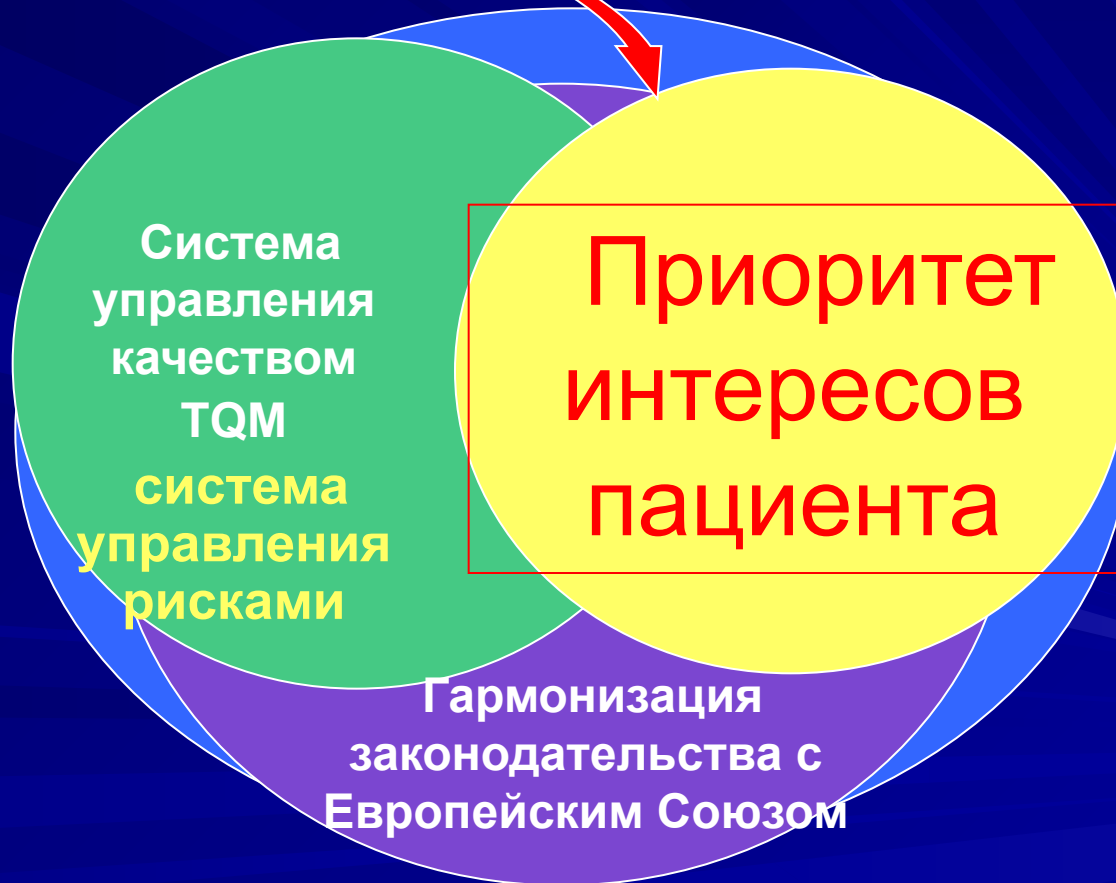 Система
управления
качеством
TQM
система
управления
рисками
Приоритет
интересов
пациента
Гармонизация
законодательства с
Европейским Союзом